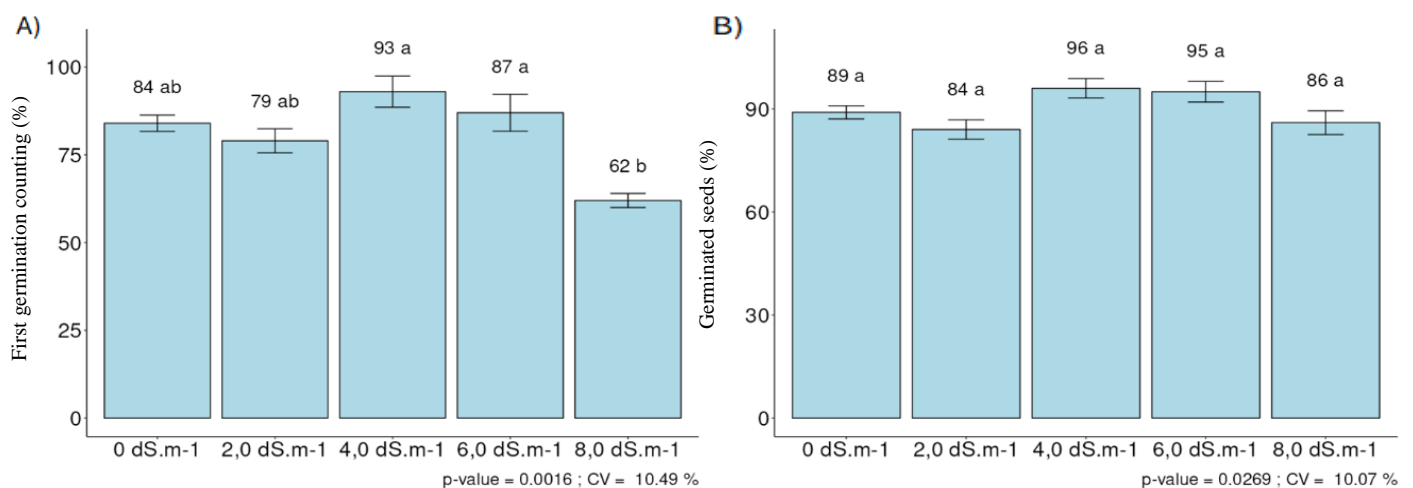 A)
First germination counting (%)
100
75
50
25
0
84 ab
79 ab
93 a
87 a
62 b
0 dS.m-1
2,0 dS.m-1
4,0 dS.m-1
6,0 dS.m-1
8,0 dS.m-1
p-value = 0.0016 ; CV = 10.49 %
B)
Germinated seeds (%)
90
60
30
0
89 a
84 a
96 a
95 a
86 a
0 dS.m-1
2,0 dS.m-1
4,0 dS.m-1
6,0 dS.m-1
8,0 dS.m-1
p-value = 0.0269 ; CV = 10.07 %